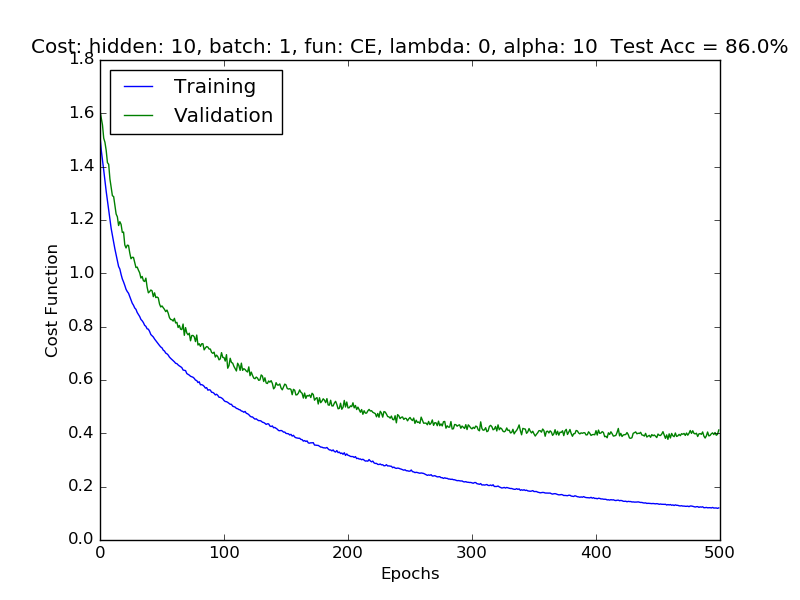 Cost: hidden: 10, batch: 1, fun: CE, lambda: 0, alpha: 10  Test Acc = 86.0%
1.8
1.6
1.4
1.2
1.0
0.8
0.6
0.4
0.2
0.0
Cost Function
Training
Validation
0 100 200 300 400 500
Epochs